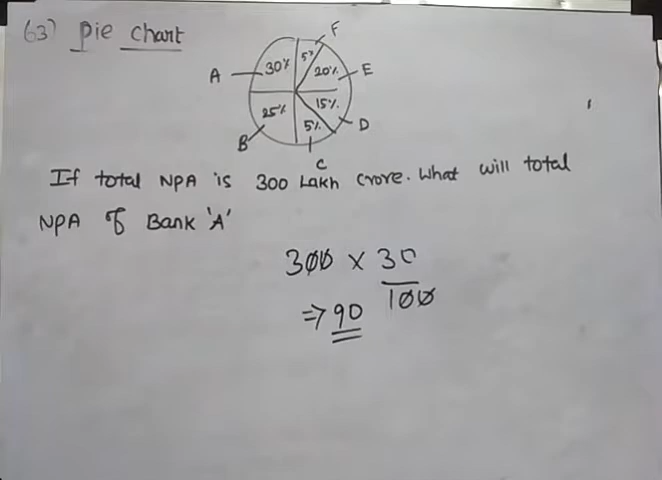 63) Pie chart
F
5%
A
30%
20%
E
25%
15%
B
5%
D
C
If total NPA is 300 Lakh Crore. What will total
NPA of Bank 'A'
300 × 30
100
⇒ 90